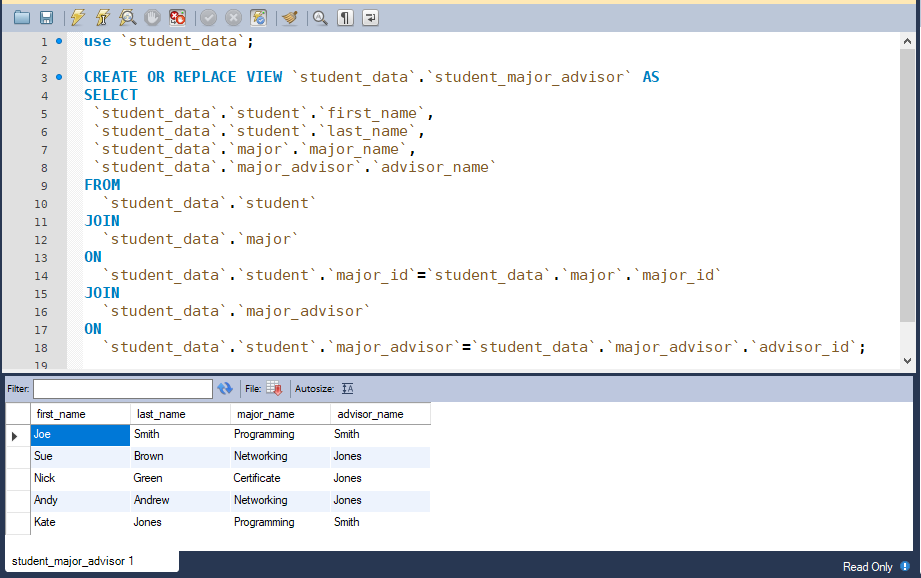 1 use `student_data`;
2
3 CREATE OR REPLACE VIEW `student_data`.`student_major_advisor` AS
4 SELECT
5 `student_data`.`student`.`first_name`,
6 `student_data`.`student`.`last_name`,
7 `student_data`.`major`.`major_name`,
8 `student_data`.`major_advisor`.`advisor_name`
9 FROM
10 `student_data`.`student`
11 JOIN
12 `student_data`.`major`
13 ON
14 `student_data`.`student`.`major_id`=`student_data`.`major`.`major_id`
15 JOIN
16 `student_data`.`major_advisor`
17 ON
18 `student_data`.`student`.`major_advisor`=`student_data`.`major_advisor`.`advisor_id`;
19
Filter: File: Autosize:
first_name last_name major_name advisor_name
Joe Smith Programming Smith
Sue Brown Networking Jones
Nick Green Certificate Jones
Andy Andrew Networking Jones
Kate Jones Programming Smith
student_major_advisor 1
Read Only